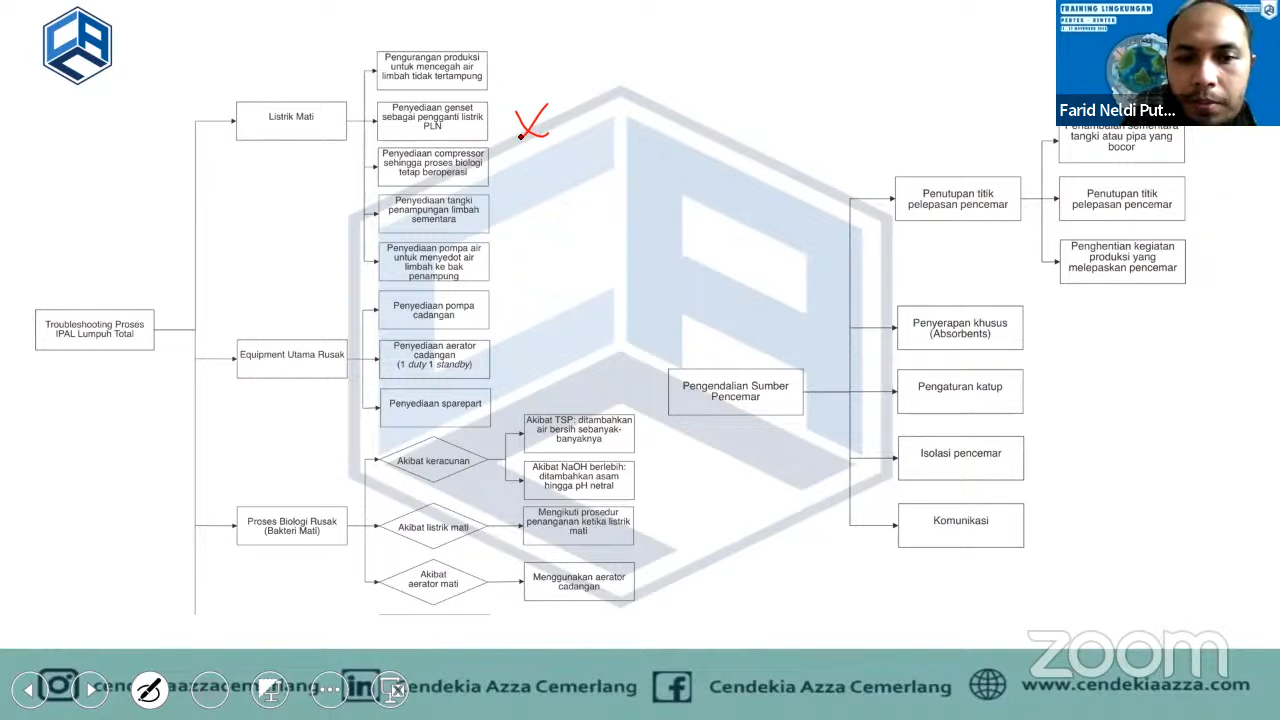 TRAINING LINGKUNGAN
PERTEK - RINTEK
Farid Neldi Put...
Pengurangan produksi
untuk mencegah air
limbah tidak tertampung
Listrik Mati
Penyediaan genset
sebagai pengganti listrik
PLN
Penyediaan compressor
sehingga proses biologi
tetap beroperasi
Penyediaan tangki
penampungan limbah
sementara
Penyediaan pompa air
untuk menyedot air
limbah ke bak
penampung
Troubleshooting Proses
IPAL Lumpuh Total
Equipment Utama Rusak
Penyediaan pompa
cadangan
Penyediaan aerator
cadangan
(1 duty 1 standby)
Penyediaan sparepart
Proses Biologi Rusak
(Bakteri Mati)
Akibat keracunan
Akibat TSP: ditambahkan
air bersih sebanyak-
banyaknya
Akibat NaOH berlebih:
ditambahkan asam
hingga pH netral
Akibat listrik mati
Mengikuti prosedur
penanganan ketika listrik
mati
Akibat
aerator mati
Menggunakan aerator
cadangan
Pengendalian Sumber
Pencemar
Penutupan titik
pelepasan pencemar
Penambalan sementara
tangki atau pipa yang
bocor
Penutupan titik
pelepasan pencemar
Penghentian kegiatan
produksi yang
melepaskan pencemar
Penyerapan khusus
(Absorbents)
Pengaturan katup
Isolasi pencemar
Komunikasi
zoom
cendekiaazzacemerlang
Cendekia Azza Cemerlang
Cendekia Azza Cemerlang
www.cendekiaazza.com